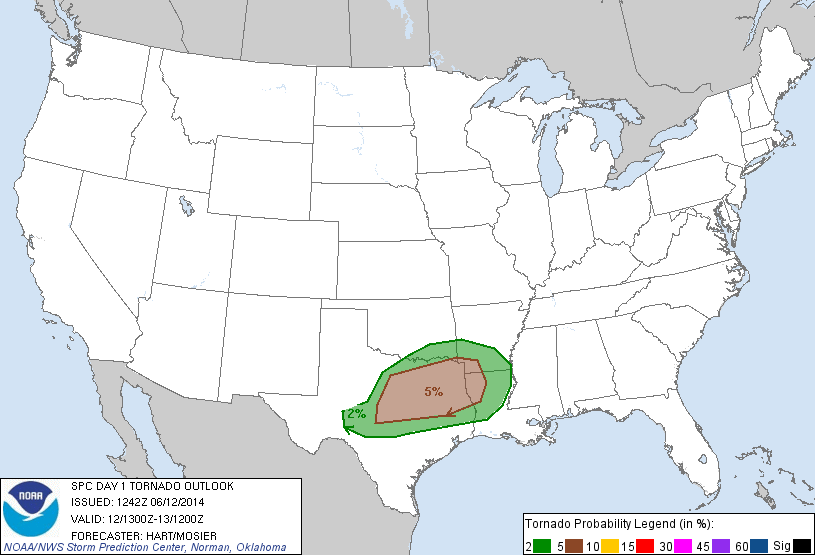 5%
2%
NOAA
SPC DAY 1 TORNADO OUTLOOK
ISSUED: 1242Z 06/12/2014
VALID: 12/1300Z-13/1200Z
FORECASTER: HART/MOSIER
NOAA/NWS Storm Prediction Center, Norman, Oklahoma
Tornado Probability Legend (in %):
2 5 10 15 30 45 60 Sig